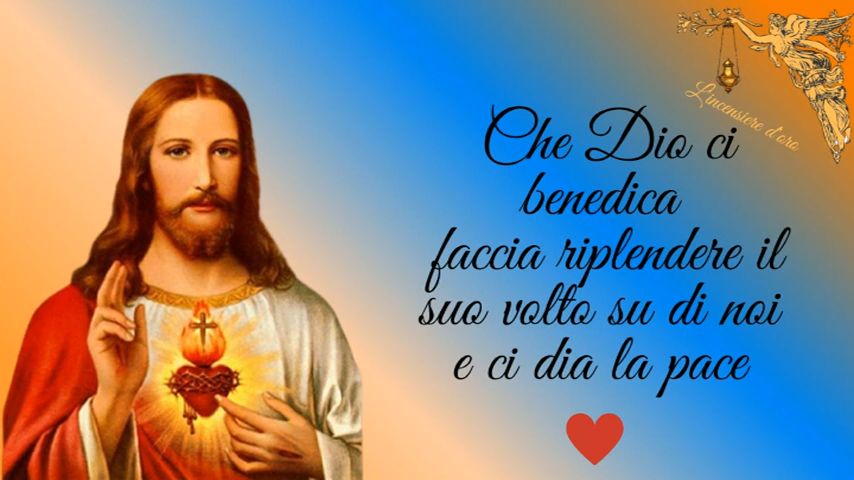 L'incensiere d'oro
Che Dio ci
benedica
faccia riplendere il
suo volto su di noi
e ci dia la pace